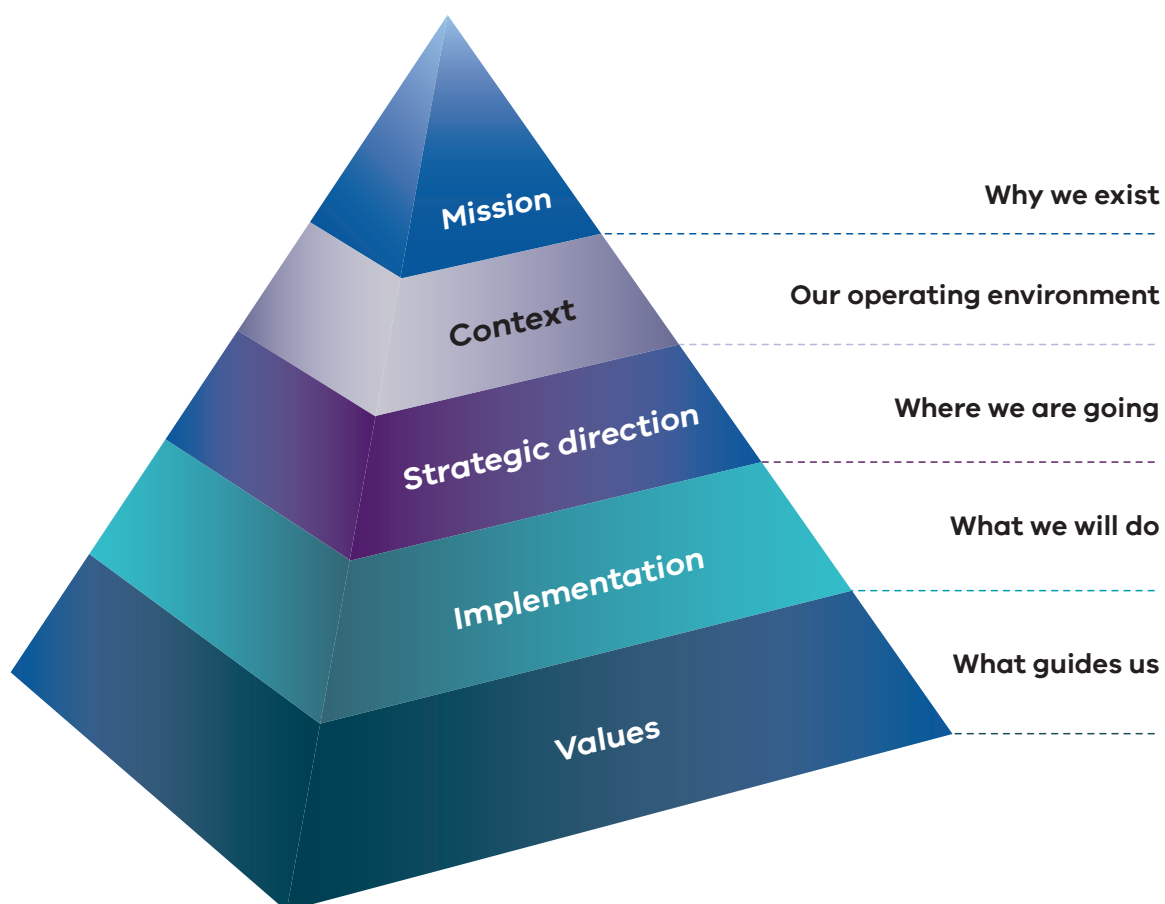 Why we exist
Mission
Our operating environment
Context
Where we are going
Strategic direction
What we will do
Implementation
What guides us
Values